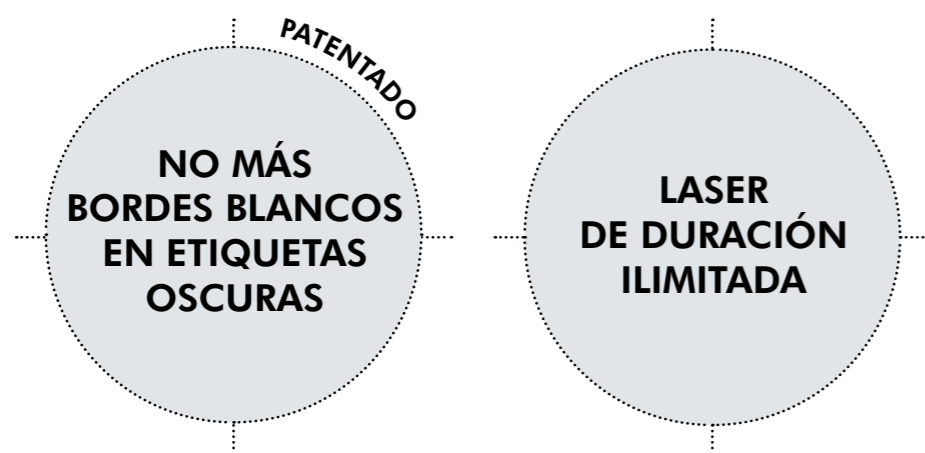 PATENTADO
NO MÁS
BORDES BLANCOS
EN ETIQUETAS
OSCURAS
LASER
DE DURACIÓN
ILIMITADA